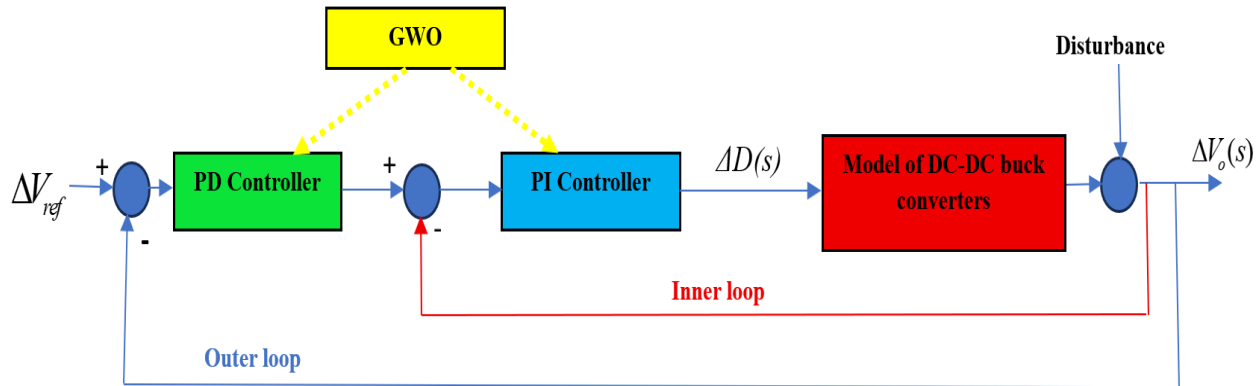 GWO
Disturbance
+
ΔV_ref
-
PD Controller
+
-
PI Controller
ΔD(s)
Model of DC-DC buck
converters
ΔV_o(s)
Inner loop
Outer loop